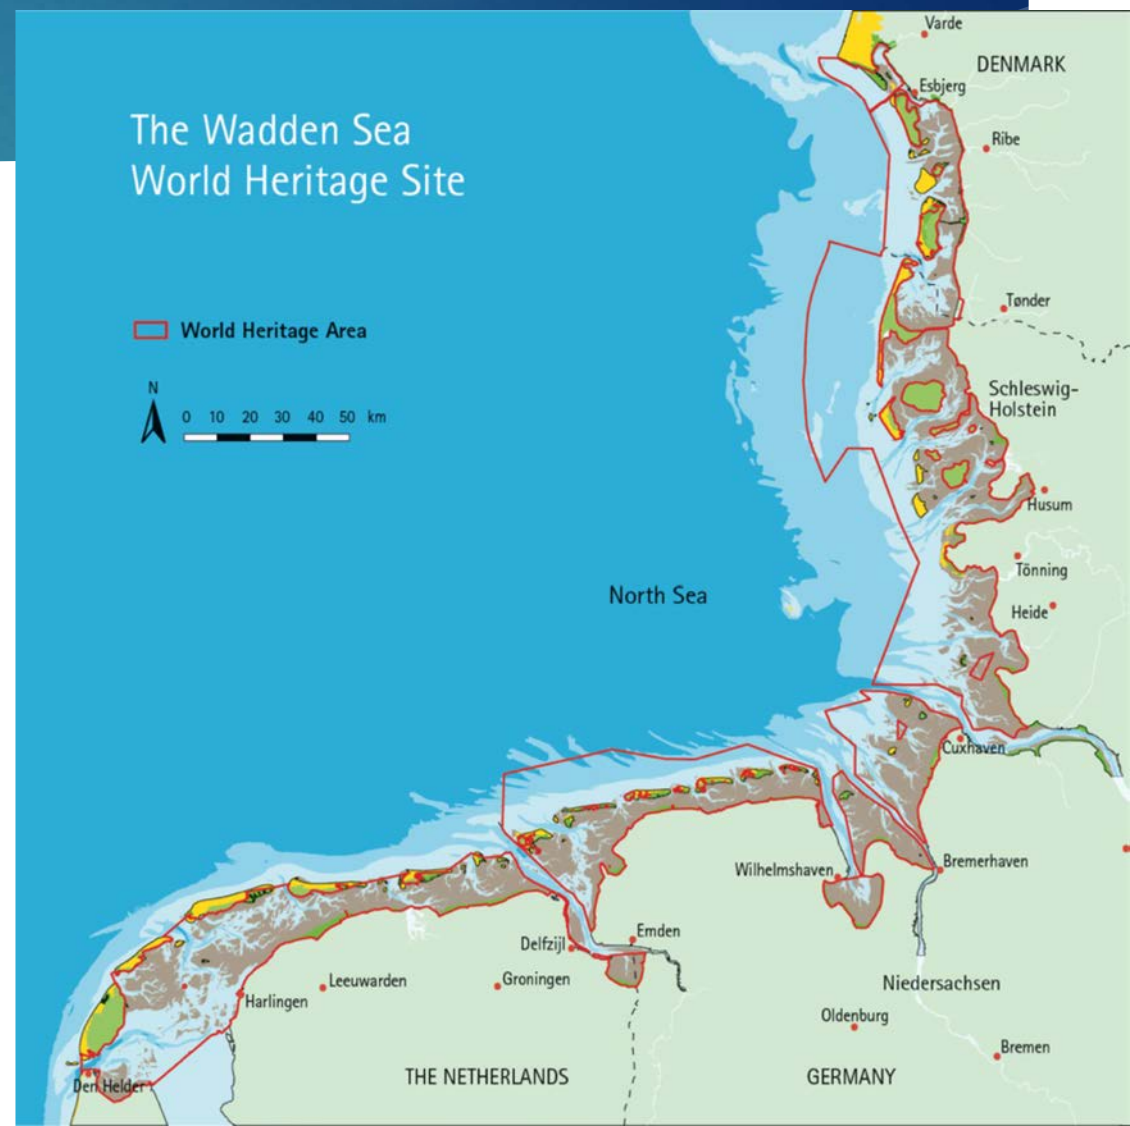 Varde
DENMARK
Esbjerg
The Wadden Sea
World Heritage Site
Ribe
Tønder
World Heritage Area
N
0 10 20 30 40 50 km
Schleswig-
Holstein
Husum
Tönning
North Sea
Heide
Cuxhaven
Wilhelmshaven
Bremerhaven
Emden
Delfzijl
Leeuwarden
Groningen
Niedersachsen
Harlingen
Oldenburg
Bremen
Den Helder
THE NETHERLANDS
GERMANY